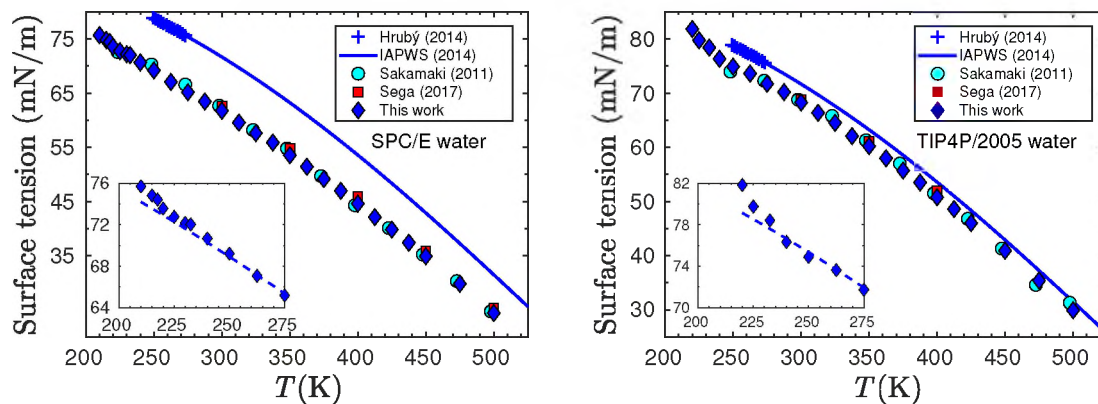 Surface tension (mN/m)
75
65
55
45
35
Hrubý (2014)
IAPWS (2014)
Sakamaki (2011)
Sega (2017)
This work
SPC/E water
76
72
68
64
200
225
250
275
200
250
300
350
400
450
500
T(K)
Surface tension (mN/m)
90
80
70
60
50
40
30
Hrubý (2014)
IAPWS (2014)
Sakamaki (2011)
Sega (2017)
This work
TIP4P/2005 water
82
78
74
70
200
225
250
275
200
250
300
350
400
450
500
T(K)